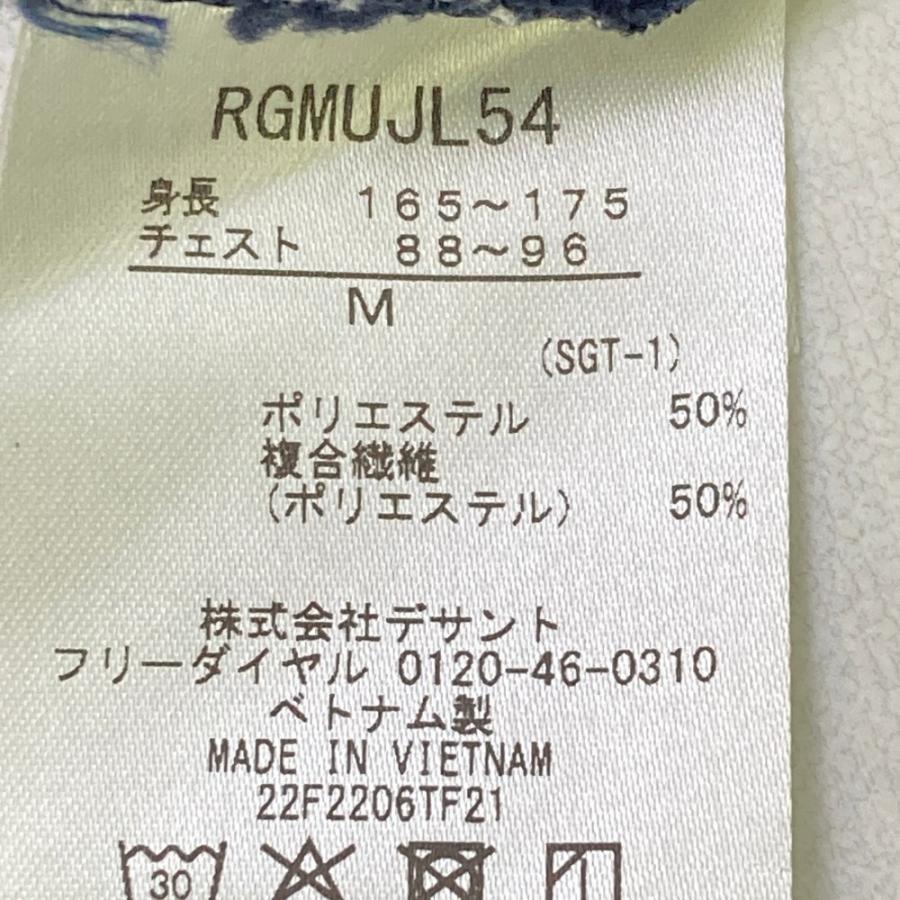 RGMUJL54
身長 165～175
チェスト 88～96
M
(SGT-1)
ポリエステル 50%
複合繊維
(ポリエステル) 50%
株式会社デサント
フリーダイヤル 0120-46-0310
ベトナム製
MADE IN VIETNAM
22F2206TF21
30